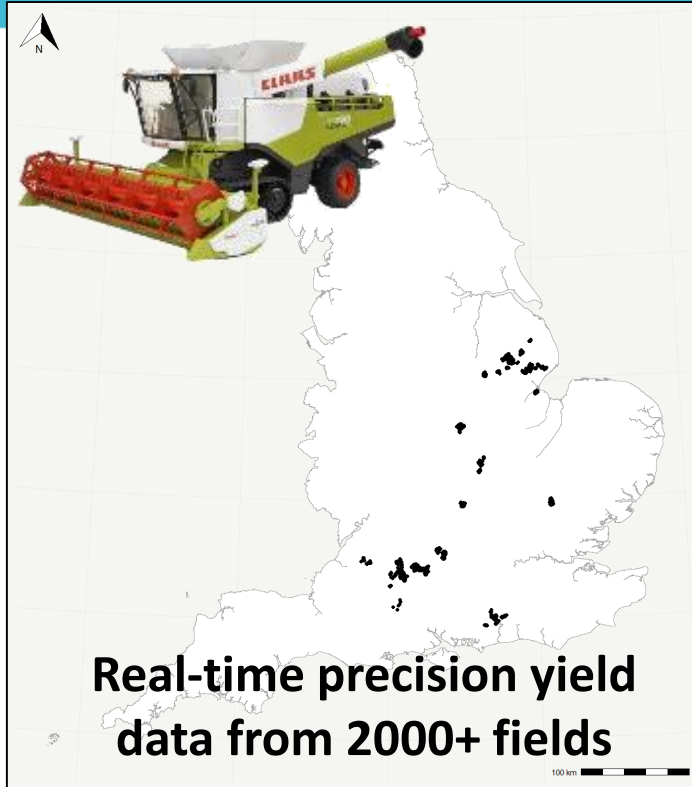 N
CLAAS
Real-time precision yield
data from 2000+ fields
100 km